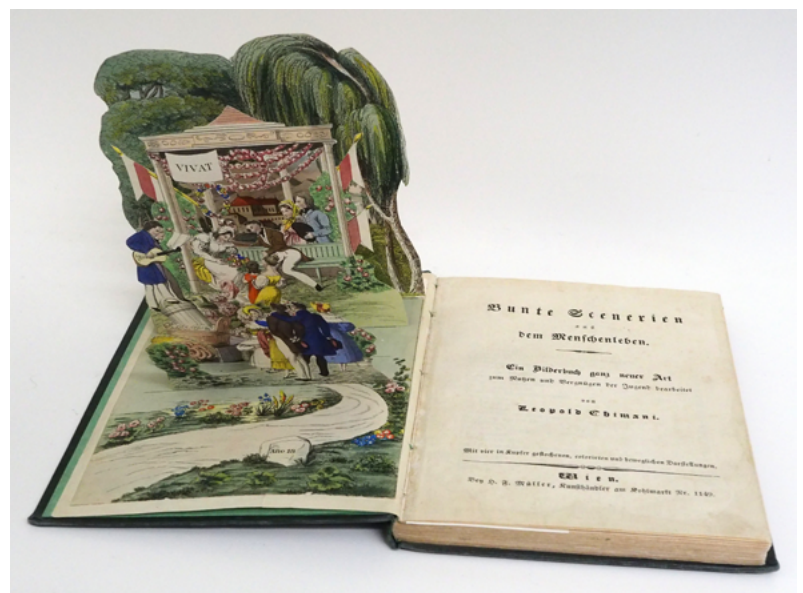 VIVAT
Bunte Scenerien
aus
dem Menschenleben.
Ein Bilderbuch ganz neuer Art
zum Nutzen und Vergnügen der Jugend bearbeitet
von
Leopold Chimani.
Mit vier in Kupfer gestochenen, colorierten und beweglichen Darstellungen.
Wien.
Bey H. F. Müller, Kunsthändler am Kohlmarkt Nr. 1149.